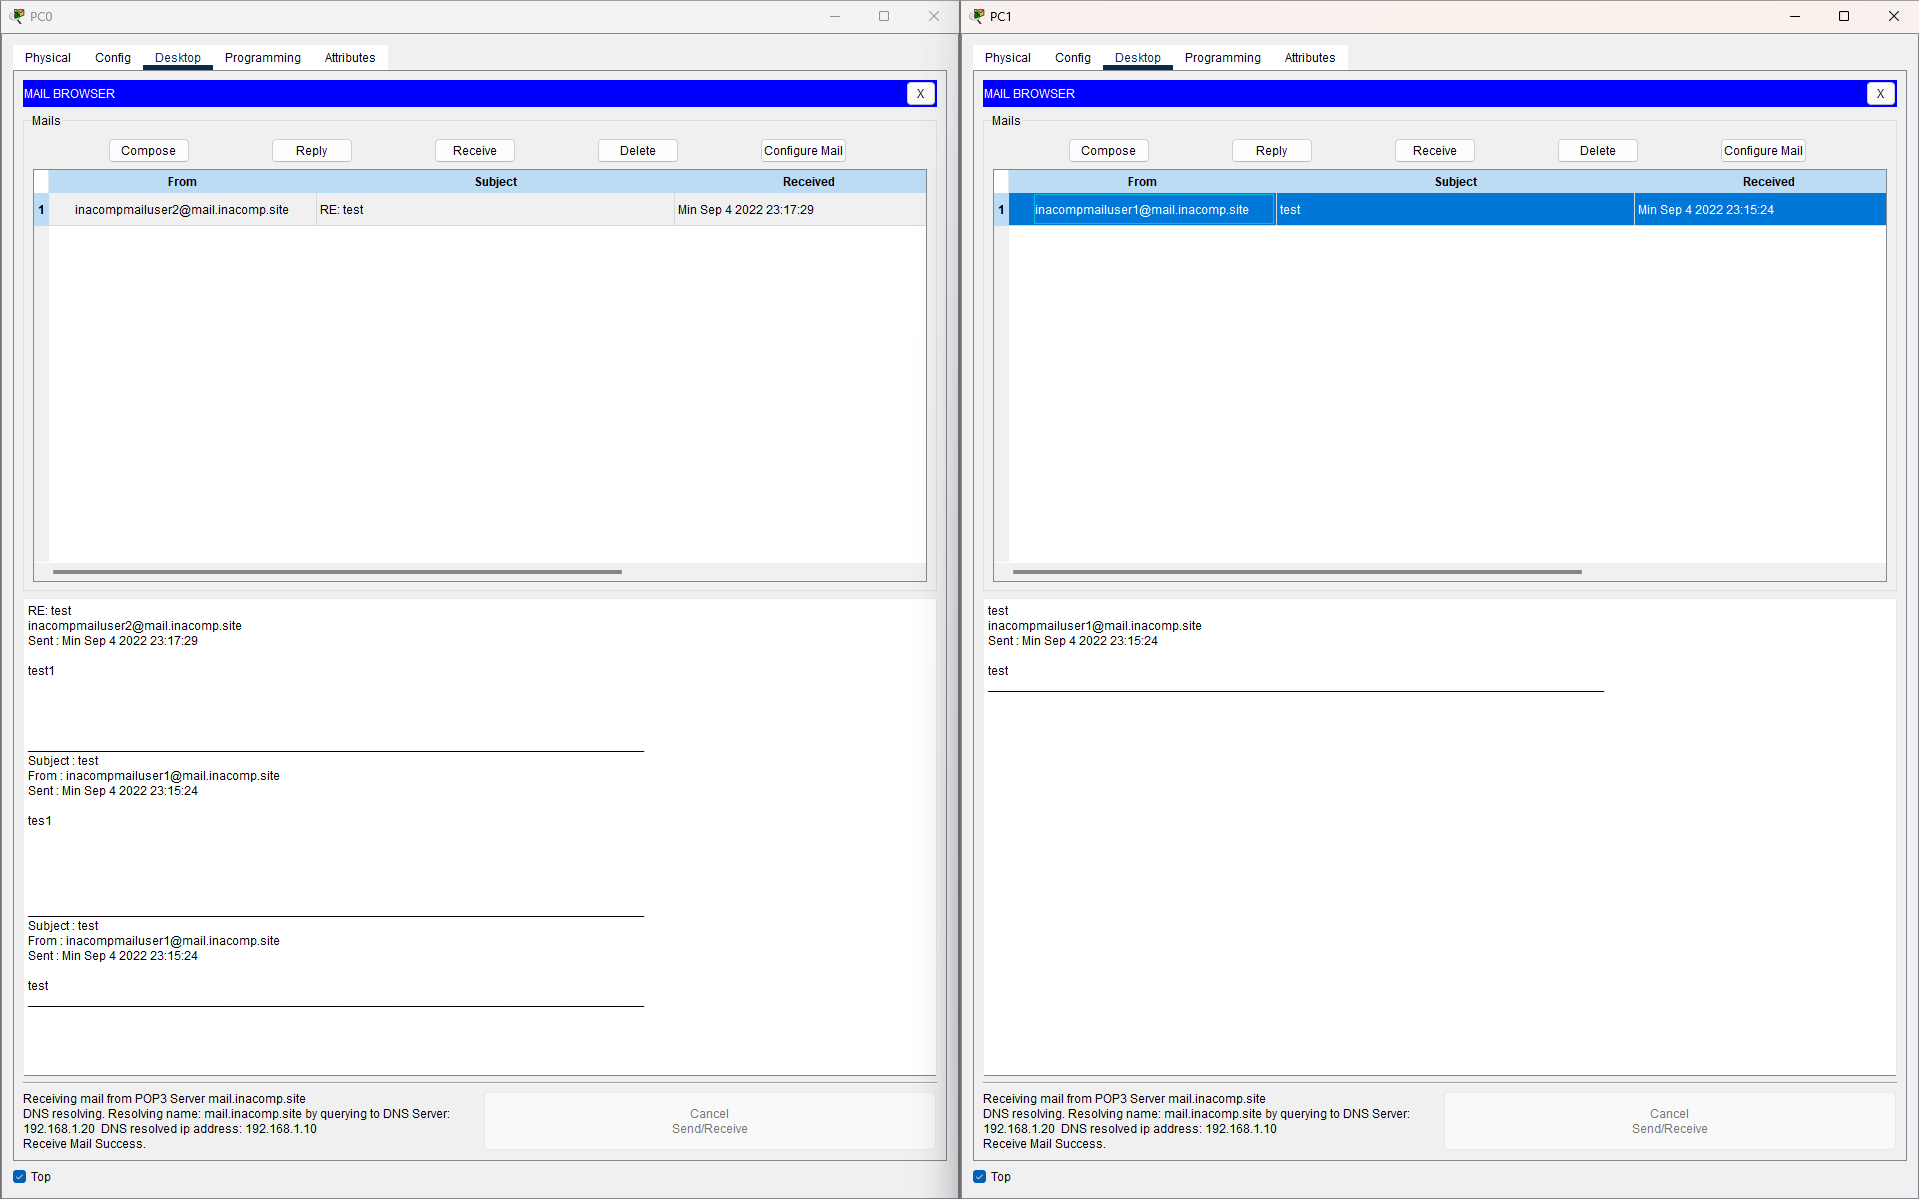 PC0
Physical Config Desktop Programming Attributes
MAIL BROWSER X
Mails
Compose Reply Receive Delete Configure Mail
From Subject Received
1 inacompmailuser2@mail.inacomp.site RE: test Min Sep 4 2022 23:17:29
RE: test
inacompmailuser2@mail.inacomp.site
Sent : Min Sep 4 2022 23:17:29
test1
Subject : test
From : inacompmailuser1@mail.inacomp.site
Sent : Min Sep 4 2022 23:15:24
tes1
Subject : test
From : inacompmailuser1@mail.inacomp.site
Sent : Min Sep 4 2022 23:15:24
test
Receiving mail from POP3 Server mail.inacomp.site
DNS resolving. Resolving name: mail.inacomp.site by querying to DNS Server:
192.168.1.20 DNS resolved ip address: 192.168.1.10
Receive Mail Success.
Cancel
Send/Receive
Top
PC1
Physical Config Desktop Programming Attributes
MAIL BROWSER X
Mails
Compose Reply Receive Delete Configure Mail
From Subject Received
1 inacompmailuser1@mail.inacomp.site test Min Sep 4 2022 23:15:24
test
inacompmailuser1@mail.inacomp.site
Sent : Min Sep 4 2022 23:15:24
test
Receiving mail from POP3 Server mail.inacomp.site
DNS resolving. Resolving name: mail.inacomp.site by querying to DNS Server:
192.168.1.20 DNS resolved ip address: 192.168.1.10
Receive Mail Success.
Cancel
Send/Receive
Top